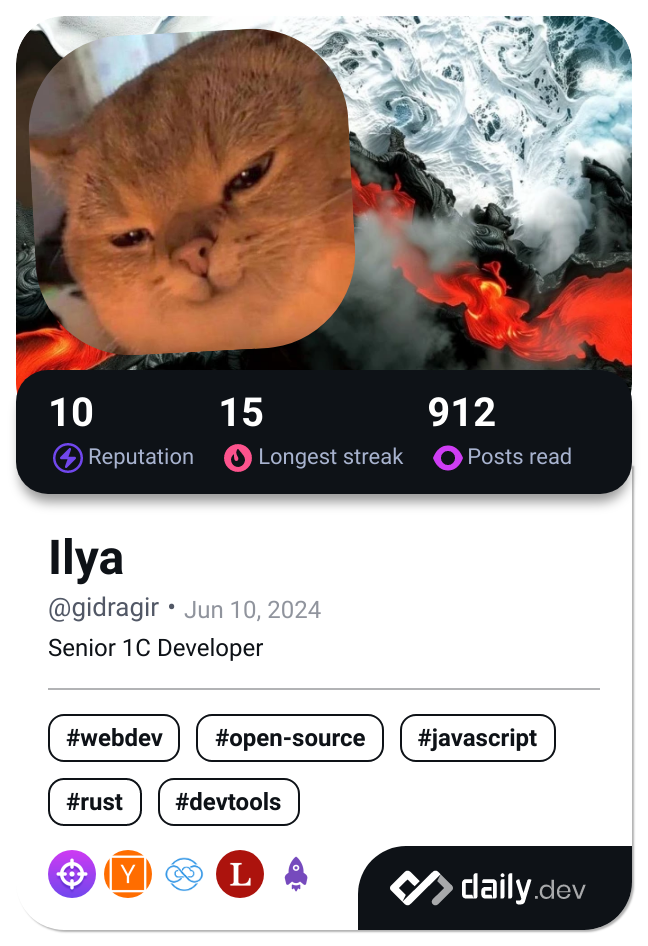 10 15 912
Reputation Longest streak Posts read
Ilya
@gidragir • Jun 10, 2024
Senior 1C Developer
#webdev #open-source #javascript
#rust #devtools
Y L
daily.dev